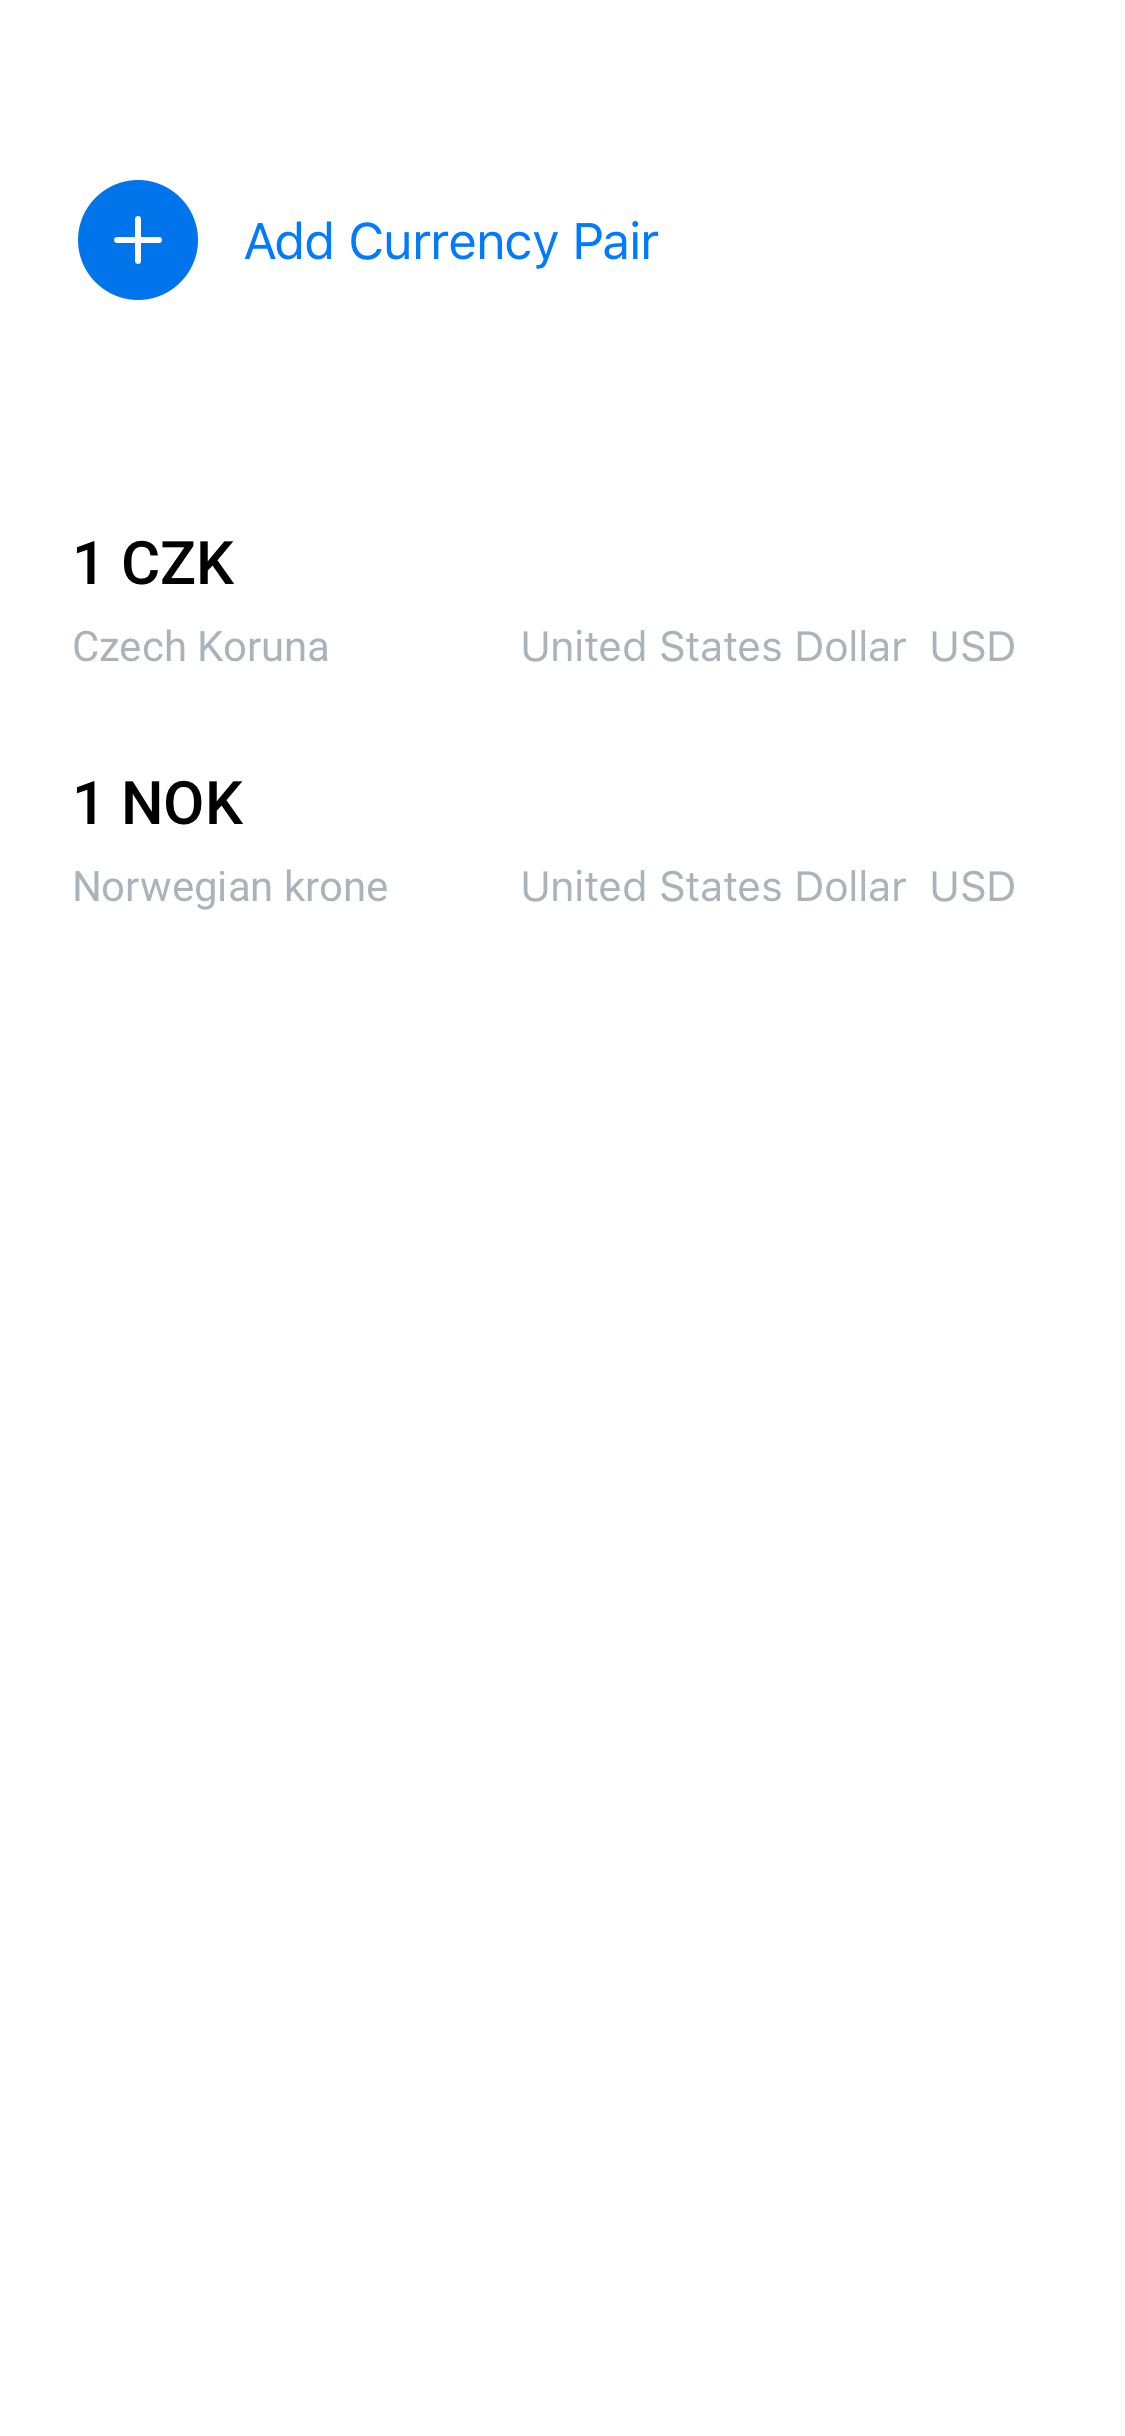 Add Currency Pair
1 CZK
Czech Koruna United States Dollar USD
1 NOK
Norwegian krone United States Dollar USD